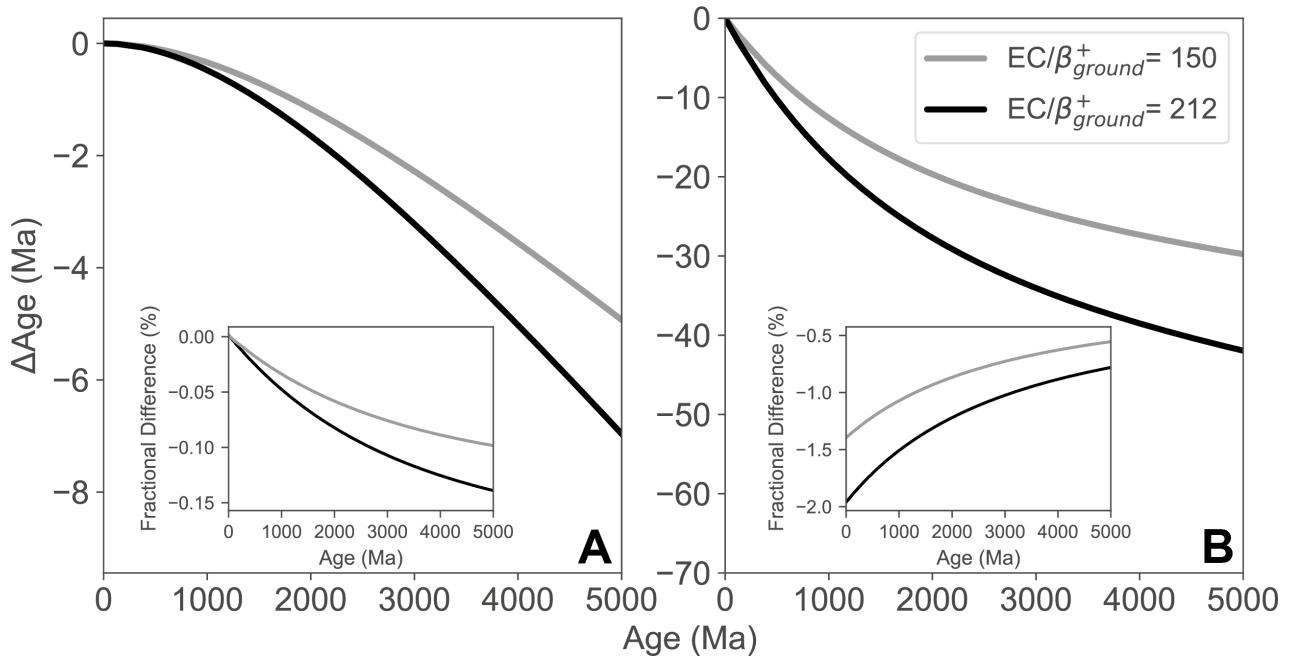 ΔAge (Ma)
0
−2
−4
−6
−8
0 1000 2000 3000 4000 5000
Fractional Difference (%)
0.00
−0.05
−0.10
−0.15
0 1000 2000 3000 4000 5000
Age (Ma)
A
0
−10
−20
−30
−40
−50
−60
−70
0 1000 2000 3000 4000 5000
EC/β⁺ground= 150
EC/β⁺ground= 212
Fractional Difference (%)
−0.5
−1.0
−1.5
−2.0
0 1000 2000 3000 4000 5000
Age (Ma)
B
Age (Ma)